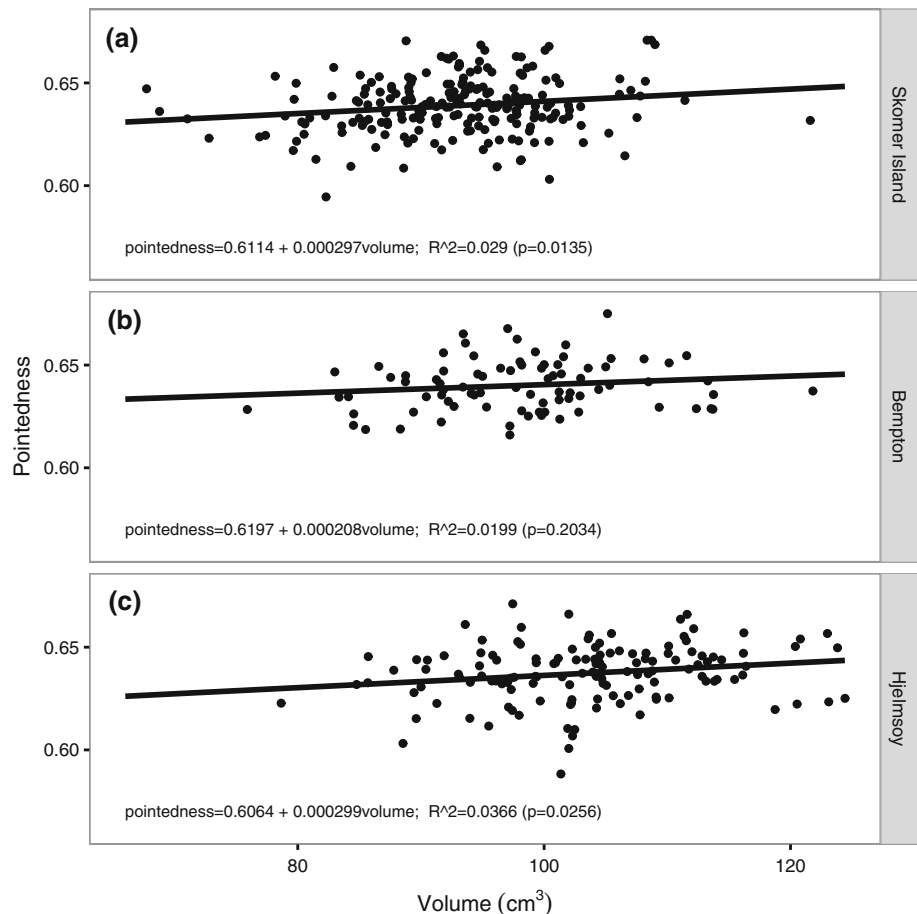 (a)
0.65
0.60
pointedness=0.6114 + 0.000297volume;  R^2=0.029 (p=0.0135)
Skomer Island
(b)
0.65
0.60
pointedness=0.6197 + 0.000208volume;  R^2=0.0199 (p=0.2034)
Bempton
Pointedness
(c)
0.65
0.60
pointedness=0.6064 + 0.000299volume;  R^2=0.0366 (p=0.0256)
Hjelmsoy
80 100 120
Volume (cm³)